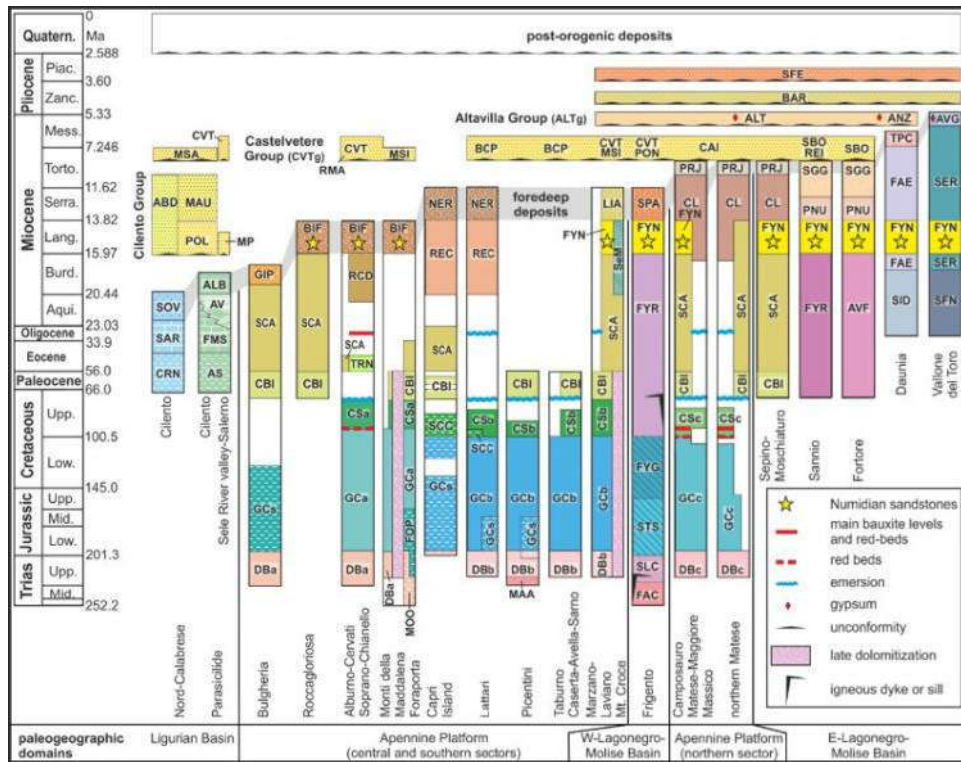 0
Quatern.
Ma
post-orogenic deposits
2.588
Pliocene
Piac.
SFE
3.60
Zanc.
BAR
5.33
Altavilla Group (ALTg)
ALT
ANZ
AVG
Mess.
CVT
Castelvetere
Group (CVTg)
TPC
7.246
MSA
CVT
MSI
BCP
BCP
CVT
MSI
CVT
PON
CAI
SBO
REI
SBO
RMA
Miocene
Torto.
PRJ
PRJ
PRJ
SGG
SGG
11.62
Serra.
Cilento Group
ABD
MAU
NER
NER
foredeep
deposits
LIA
SPA
CL
FYN
CL
CL
PNU
PNU
FAE
SER
13.82
Lang.
POL
MP
BIF
BIF
BIF
REC
REC
FYN
FYN
FYN
FYN
FYN
FYN
FYN
15.97
Burd.
GIP
RCD
SeM
FAE
SER
20.44
ALB
Aqui.
SOV
AV
SCA
SCA
SCA
FYR
SCA
SCA
SCA
FYR
AVF
SID
SFN
23.03
Oligocene
SAR
FMS
33.9
SCA
SCA
Eocene
TRN
56.0
CRN
AS
Paleocene
CBI
CBI
CBI
CBI
CBI
CBI
CBI
CBI
CBI
CBI
66.0
Cretaceous
Upp.
CSa
CSa
SCC
CSb
CSb
CSb
CSb
CSc
CSc
100.5
Low.
SCC
FYG
145.0
GCs
GCa
GCa
GCs
GCb
GCb
GCb
GCb
GCc
GCc
Jurassic
Upp.
Mid.
Low.
FOP
GCs
GCs
STS
201.3
Trias
Upp.
DBa
DBa
DBa
DBb
DBb
DBb
DBb
SLC
DBc
DBc
Mid.
MOO
MAA
FAC
252.2
Cilento
Cilento
Sele River valley-Salerno
Sepino-
Moschiaturo
Sannio
Fortore
Daunia
Vallone
del Toro
Numidian sandstones
main bauxite levels
and red-beds
red beds
emersion
gypsum
unconformity
late dolomitization
igneous dyke or sill
Nord-Calabrese
Parasicilide
Bulgheria
Roccagloriosa
Alburno-Cervati
Soprano-Chianello
Monti della
Maddalena
Foraporta
Capri
Island
Lattari
Picentini
Taburno
Caserta-Avella-Sarno
Marzano-
Laviano
Mt. Croce
Frigento
Camposauro
Matese-Maggiore
Massico
northern Matese
paleogeographic
domains
Ligurian Basin
Apennine Platform
(central and southern sectors)
W-Lagonegro-
Molise Basin
Apennine Platform
(northern sector)
E-Lagonegro-
Molise Basin